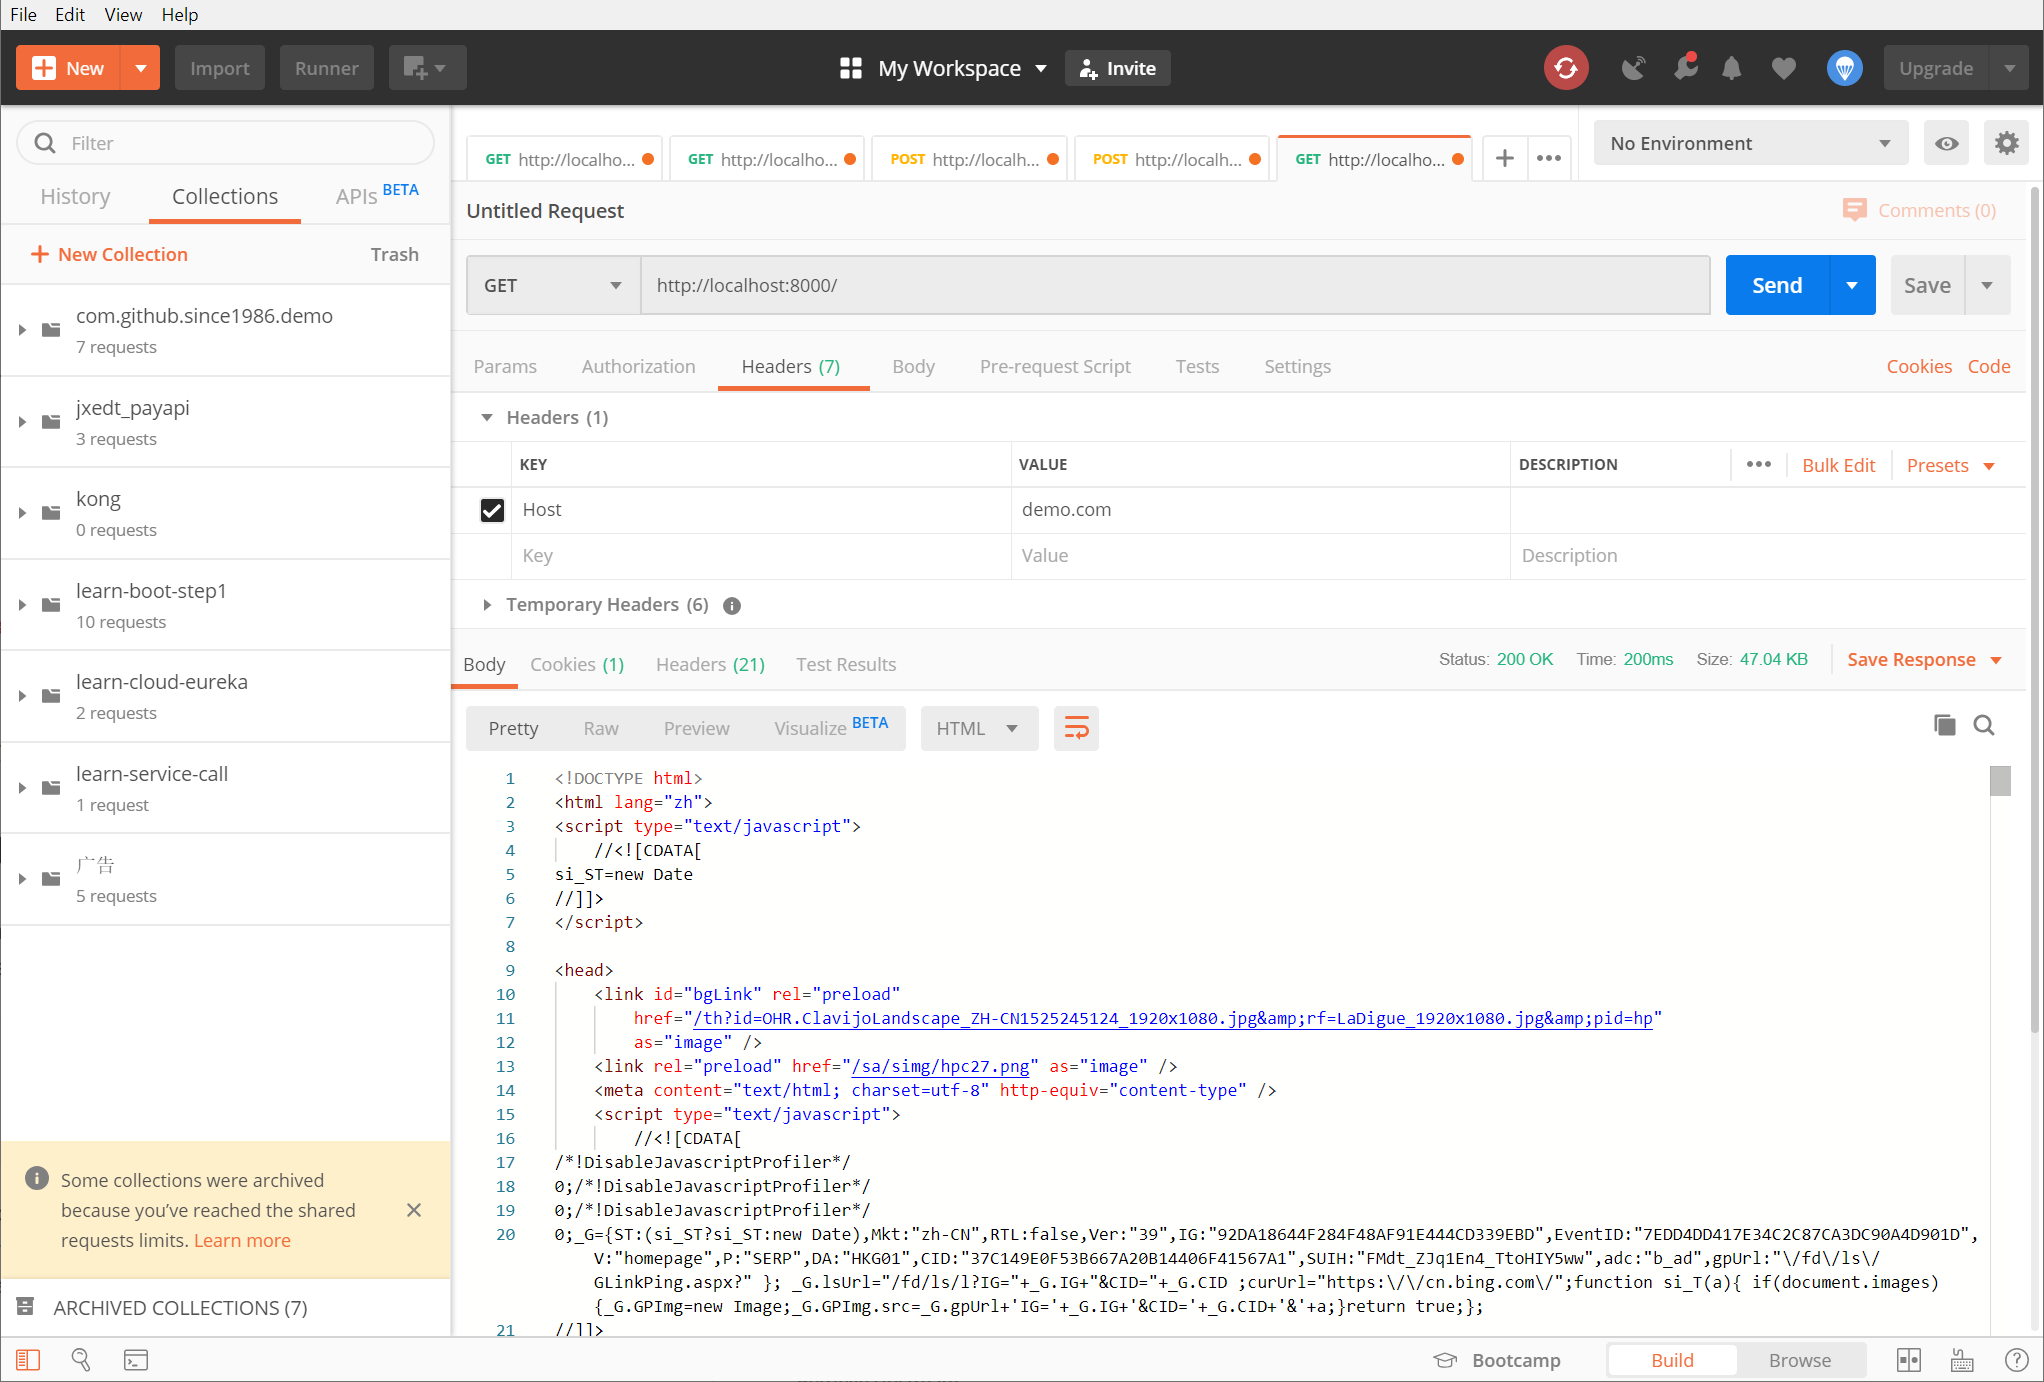 File Edit View Help
New Import Runner My Workspace Invite Upgrade
Filter
History Collections APIs BETA
New Collection Trash
com.github.since1986.demo
7 requests
jxedt_payapi
3 requests
kong
0 requests
learn-boot-step1
10 requests
learn-cloud-eureka
2 requests
learn-service-call
1 request
广告
5 requests
Some collections were archived
because you’ve reached the shared
requests limits. Learn more
ARCHIVED COLLECTIONS (7)
GET http://localho... GET http://localho... POST http://localh... POST http://localh... GET http://localho... No Environment
Untitled Request Comments (0)
GET http://localhost:8000/ Send Save
Params Authorization Headers (7) Body Pre-request Script Tests Settings Cookies Code
Headers (1)
KEY VALUE DESCRIPTION Bulk Edit Presets
Host demo.com
Key Value Description
Temporary Headers (6)
Body Cookies (1) Headers (21) Test Results Status: 200 OK Time: 200ms Size: 47.04 KB Save Response
Pretty Raw Preview Visualize BETA HTML
1 <!DOCTYPE html>
2 <html lang="zh">
3 <script type="text/javascript">
4 //<![CDATA[
5 si_ST=new Date
6 //]]>
7 </script>
8
9 <head>
10 <link id="bgLink" rel="preload"
11 href="/th?id=OHR.ClavijoLandscape_ZH-CN1525245124_1920x1080.jpg&amp;rf=LaDigue_1920x1080.jpg&amp;pid=hp"
12 as="image" />
13 <link rel="preload" href="/sa/simg/hpc27.png" as="image" />
14 <meta content="text/html; charset=utf-8" http-equiv="content-type" />
15 <script type="text/javascript">
16 //<![CDATA[
17 /*!DisableJavascriptProfiler*/
18 0;/*!DisableJavascriptProfiler*/
19 0;/*!DisableJavascriptProfiler*/
20 0;_G={ST:(si_ST?si_ST:new Date),Mkt:"zh-CN",RTL:false,Ver:"39",IG:"92DA18644F284F48AF91E444CD339EBD",EventID:"7EDD4DD417E34C2C87CA3DC90A4D901D",
V:"homepage",P:"SERP",DA:"HKG01",CID:"37C149E0F53B667A20B14406F41567A1",SUIH:"FMdt_ZJq1En4_TtoHIY5ww",adc:"b_ad",gpUrl:"\/fd\/ls\/
GLinkPing.aspx?" }; _G.lsUrl="/fd/ls/l?IG="+_G.IG+"&CID="+_G.CID ;curUrl="https:\/\/cn.bing.com\/";function si_T(a){ if(document.images)
{_G.GPImg=new Image;_G.GPImg.src=_G.gpUrl+'IG='+_G.IG+'&CID='+_G.CID+'&'+a;}return true;};
21 //]]>
Bootcamp Build Browse